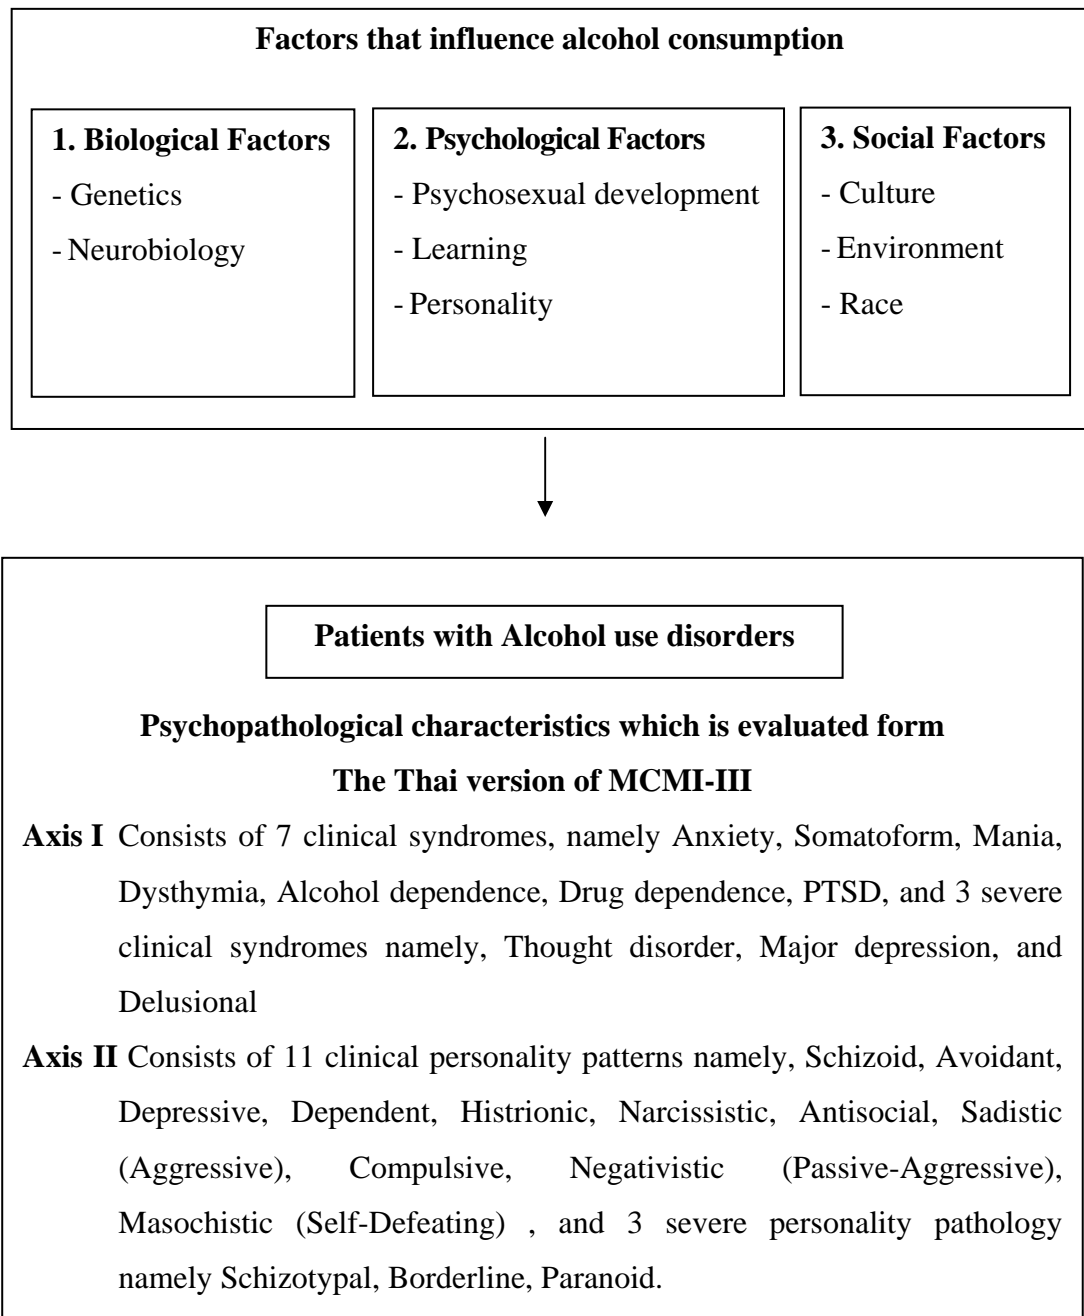 Factors that influence alcohol consumption
1. Biological Factors
- Genetics
- Neurobiology
2. Psychological Factors
- Psychosexual development
- Learning
- Personality
3. Social Factors
- Culture
- Environment
- Race
Patients with Alcohol use disorders
Psychopathological characteristics which is evaluated form
The Thai version of MCMI-III
Axis I Consists of 7 clinical syndromes, namely Anxiety, Somatoform, Mania,
Dysthymia, Alcohol dependence, Drug dependence, PTSD, and 3 severe
clinical syndromes namely, Thought disorder, Major depression, and
Delusional
Axis II Consists of 11 clinical personality patterns namely, Schizoid, Avoidant,
Depressive, Dependent, Histrionic, Narcissistic, Antisocial, Sadistic
(Aggressive), Compulsive, Negativistic (Passive-Aggressive),
Masochistic (Self-Defeating) , and 3 severe personality pathology
namely Schizotypal, Borderline, Paranoid.